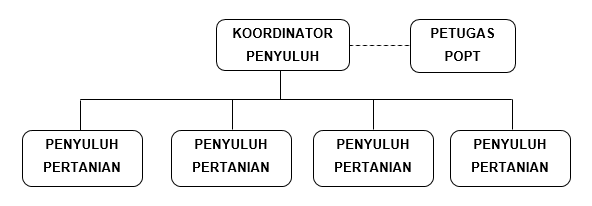 KOORDINATOR
PENYULUH
PETUGAS
POPT
PENYULUH
PERTANIAN
PENYULUH
PERTANIAN
PENYULUH
PERTANIAN
PENYULUH
PERTANIAN